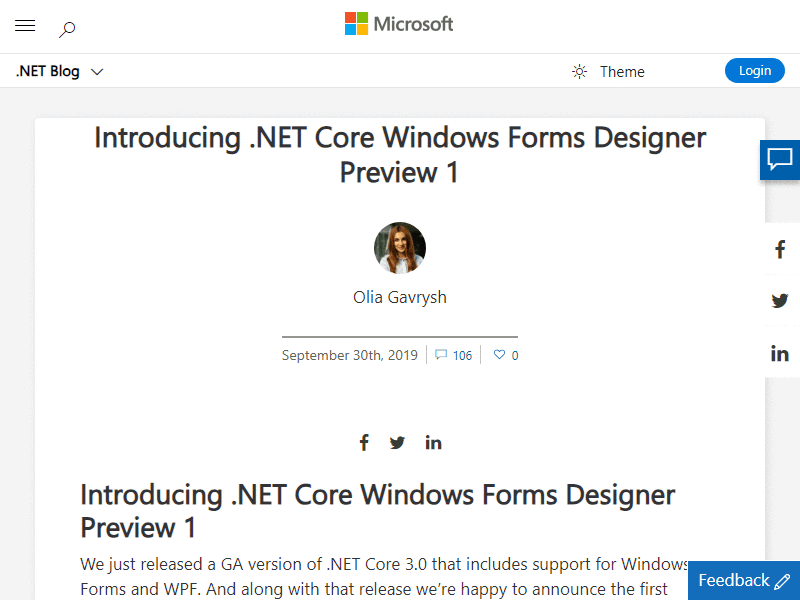 Microsoft
.NET Blog
Theme
Login
Introducing .NET Core Windows Forms Designer
Preview 1
Olia Gavrysh
September 30th, 2019 106 0
Introducing .NET Core Windows Forms Designer
Preview 1
We just released a GA version of .NET Core 3.0 that includes support for Windows
Forms and WPF. And along with that release we’re happy to announce the first
Feedback